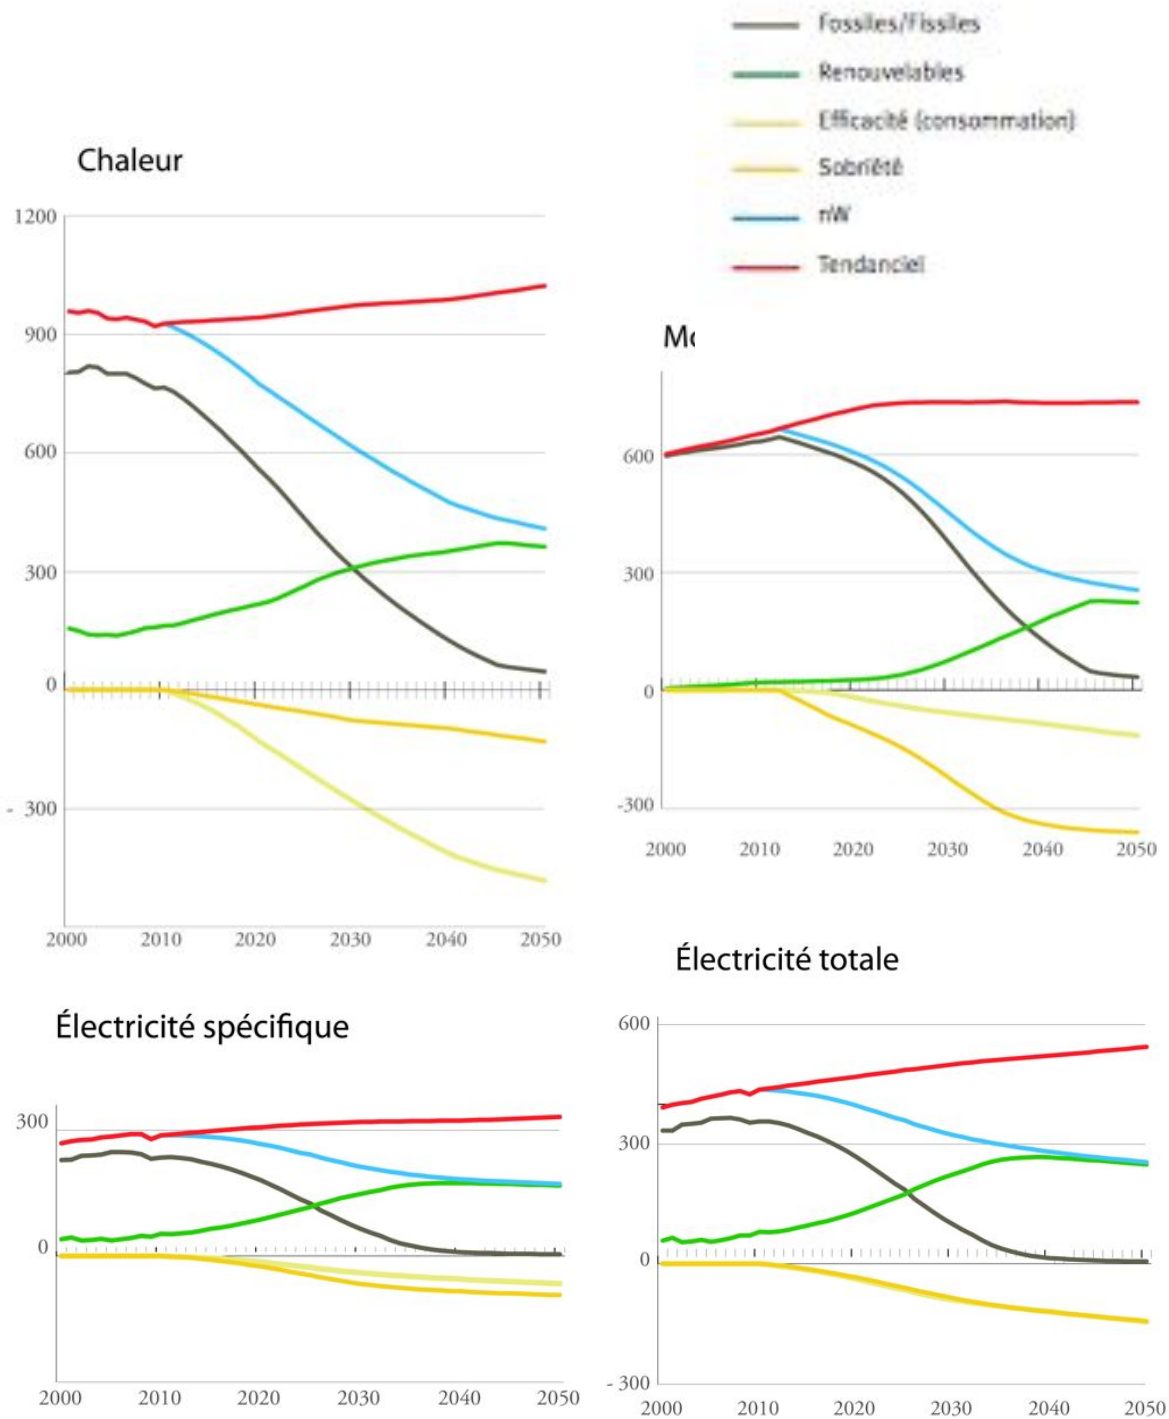 Fossiles/Fissiles
Renouvelables
Efficacité (consommation)
Sobriété
nW
Tendanciel
Chaleur
1200
900
600
300
0
- 300
2000 2010 2020 2030 2040 2050
Mo
600
300
0
-300
2000 2010 2020 2030 2040 2050
Électricité spécifique
300
0
2000 2010 2020 2030 2040 2050
Électricité totale
600
300
0
- 300
2000 2010 2020 2030 2040 2050